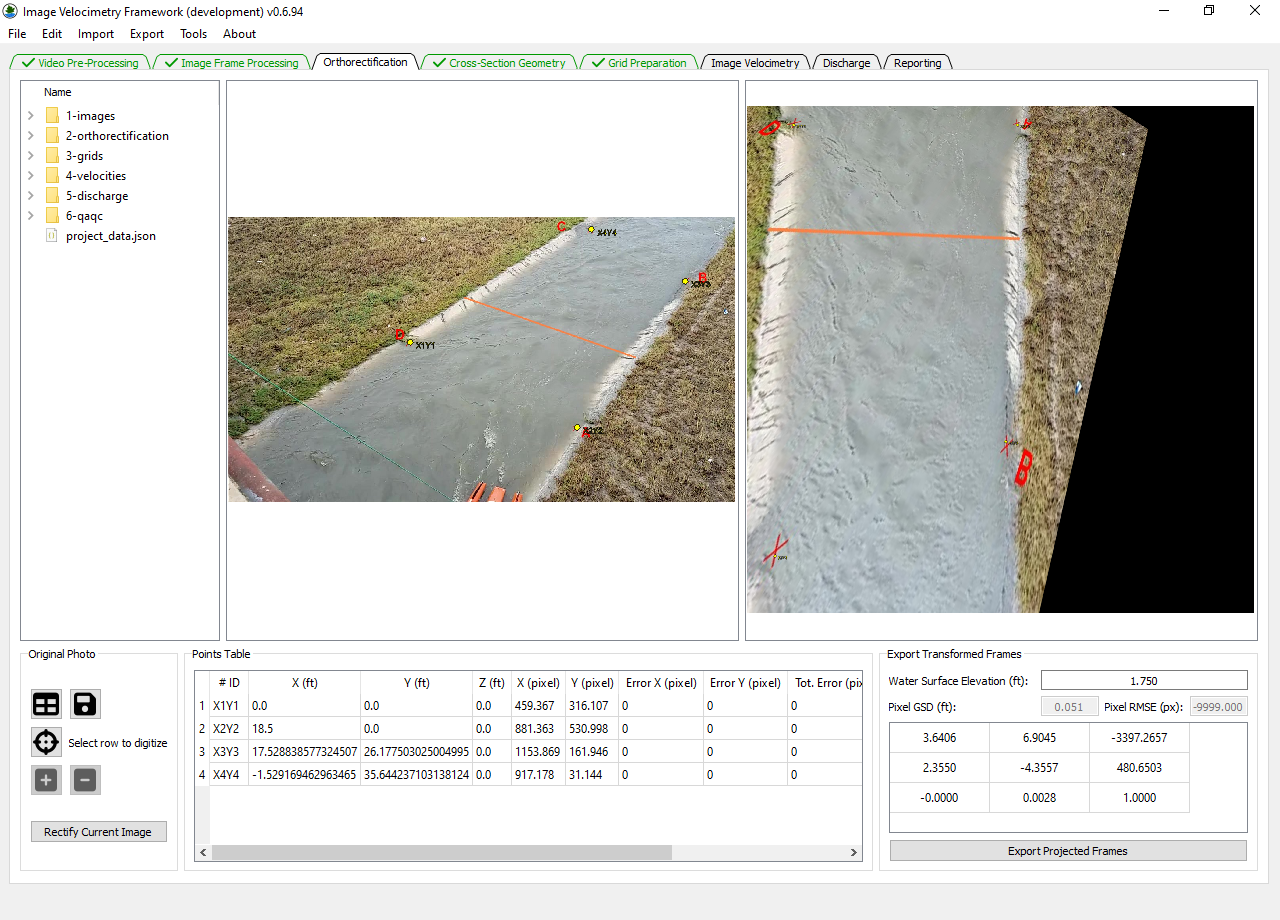 Image Velocimetry Framework (development) v0.6.94
File Edit Import Export Tools About
Video Pre-Processing Image Frame Processing Orthorectification Cross-Section Geometry Grid Preparation Image Velocimetry Discharge Reporting
Name
1-images
2-orthorectification
3-grids
4-velocities
5-discharge
6-qaqc
project_data.json
C X4Y4
B
D X1Y1
A X2Y2
D
B
Original Photo
Select row to digitize
Rectify Current Image
Points Table
# ID X (ft) Y (ft) Z (ft) X (pixel) Y (pixel) Error X (pixel) Error Y (pixel) Tot. Error (pix
1 X1Y1 0.0 0.0 0.0 459.367 316.107 0 0 0
2 X2Y2 18.5 0.0 0.0 881.363 530.998 0 0 0
3 X3Y3 17.528838577324507 26.177503025004995 0.0 1153.869 161.946 0 0 0
4 X4Y4 -1.529169462963465 35.644237103138124 0.0 917.178 31.144 0 0 0
Export Transformed Frames
Water Surface Elevation (ft): 1.750
Pixel GSD (ft): 0.051 Pixel RMSE (px): -9999.000
3.6406 6.9045 -3397.2657
2.3550 -4.3557 480.6503
-0.0000 0.0028 1.0000
Export Projected Frames